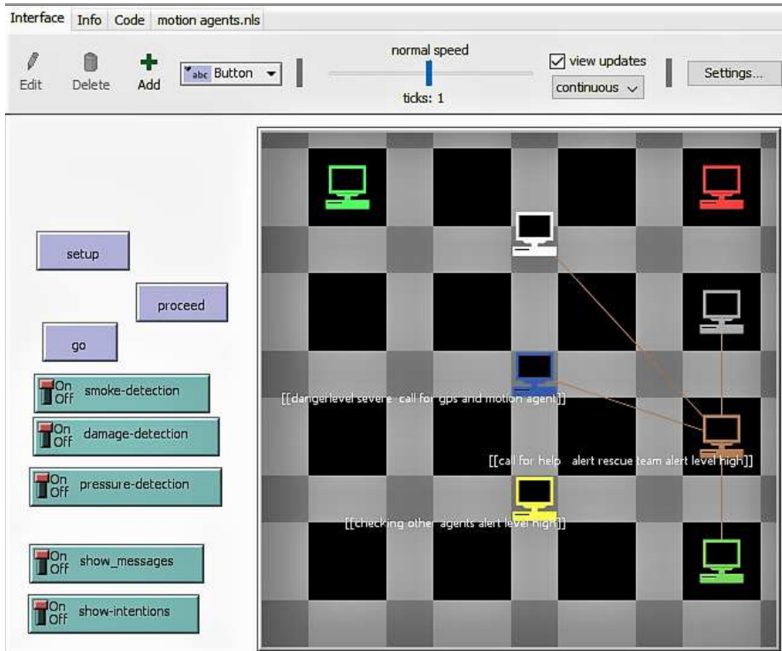 Interface Info Code motion agents.nls
Edit Delete Add abc Button normal speed ticks: 1 view updates continuous Settings...
setup
proceed
go
On Off smoke-detection
On Off damage-detection
On Off pressure-detection
On Off show_messages
On Off show-intentions
[[dangerlevel severe call for gps and motion agent]]
[[call for help alert rescue team alert level high]]
[[checking other agents alert level high]]